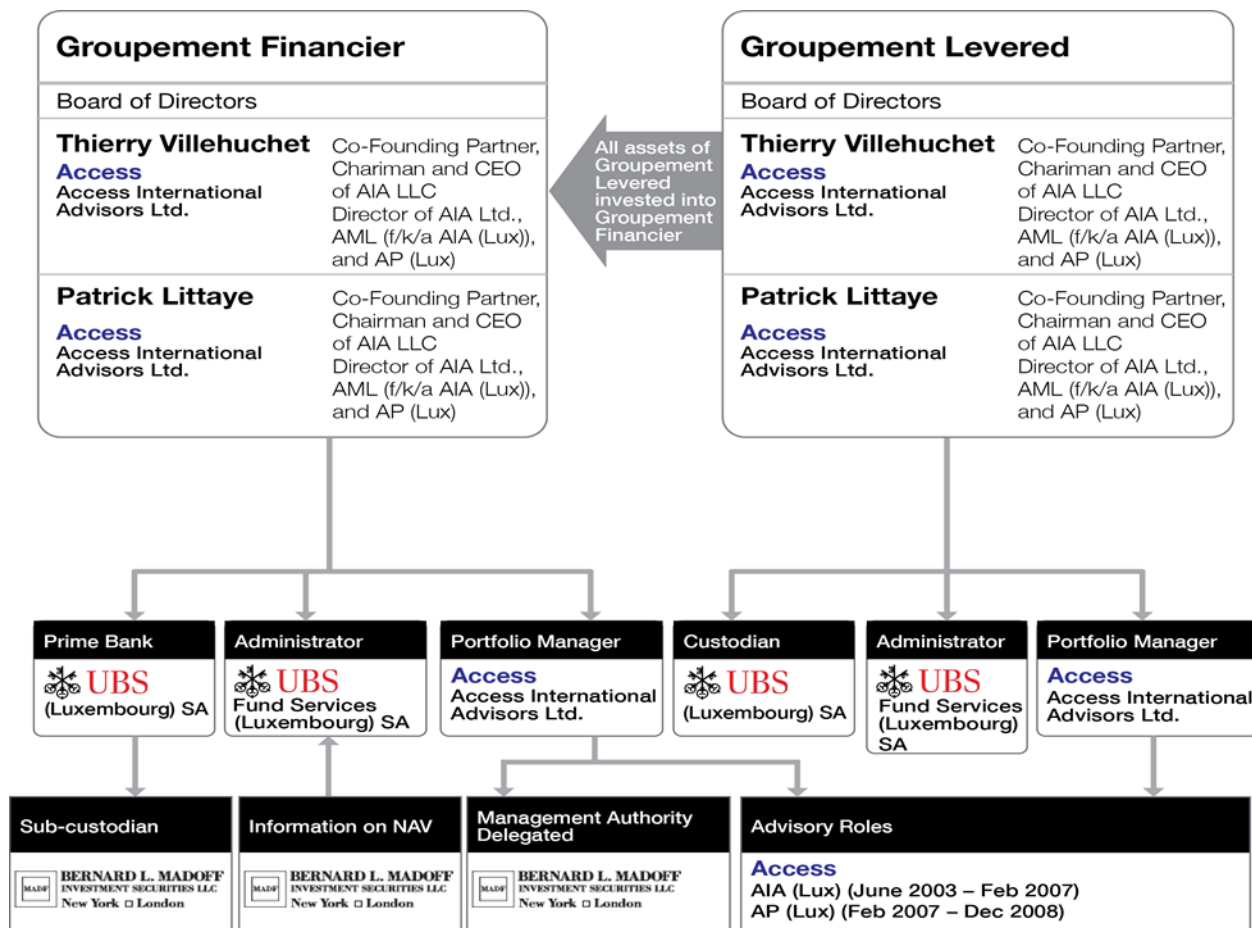 Groupement Financier
Board of Directors
Thierry Villehuchet
Access
Access International
Advisors Ltd.
Co-Founding Partner,
Chariman and CEO
of AIA LLC
Director of AIA Ltd.,
AML (f/k/a AIA (Lux)),
and AP (Lux)
Patrick Littaye
Access
Access International
Advisors Ltd.
Co-Founding Partner,
Chairman and CEO
of AIA LLC
Director of AIA Ltd.,
AML (f/k/a AIA (Lux)),
and AP (Lux)
All assets of
Groupement
Levered
invested into
Groupement
Financier
Groupement Levered
Board of Directors
Thierry Villehuchet
Access
Access International
Advisors Ltd.
Co-Founding Partner,
Chariman and CEO
of AIA LLC
Director of AIA Ltd.,
AML (f/k/a AIA (Lux)),
and AP (Lux)
Patrick Littaye
Access
Access International
Advisors Ltd.
Co-Founding Partner,
Chairman and CEO
of AIA LLC
Director of AIA Ltd.,
AML (f/k/a AIA (Lux)),
and AP (Lux)
Prime Bank
UBS
(Luxembourg) SA
Administrator
UBS
Fund Services
(Luxembourg) SA
Portfolio Manager
Access
Access International
Advisors Ltd.
Custodian
UBS
(Luxembourg) SA
Administrator
UBS
Fund Services
(Luxembourg)
SA
Portfolio Manager
Access
Access International
Advisors Ltd.
Sub-custodian
MADF
BERNARD L. MADOFF
INVESTMENT SECURITIES LLC
New York □ London
Information on NAV
MADF
BERNARD L. MADOFF
INVESTMENT SECURITIES LLC
New York □ London
Management Authority
Delegated
MADF
BERNARD L. MADOFF
INVESTMENT SECURITIES LLC
New York □ London
Advisory Roles
Access
AIA (Lux) (June 2003 – Feb 2007)
AP (Lux) (Feb 2007 – Dec 2008)